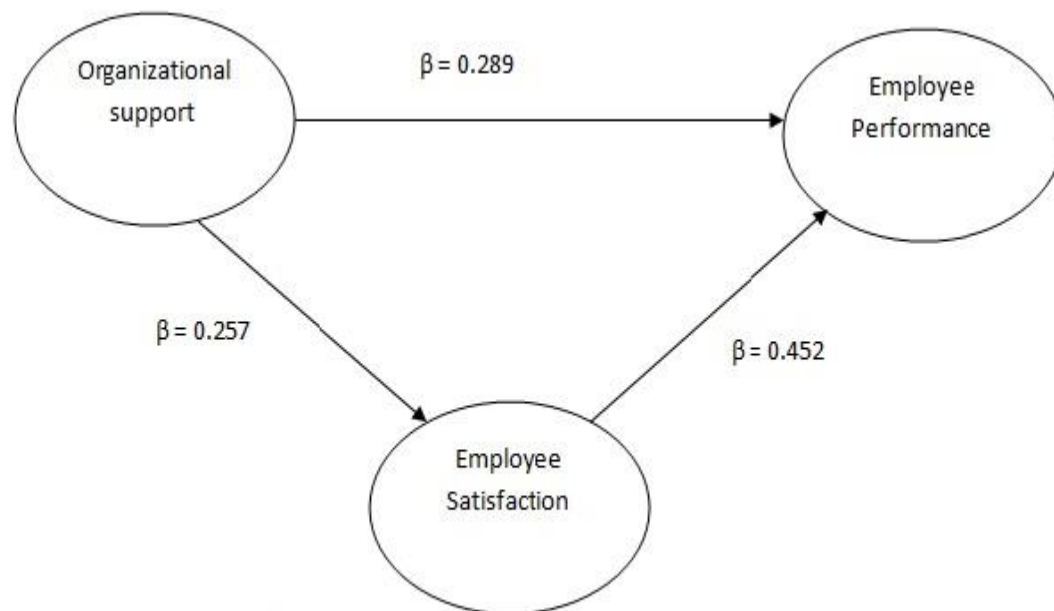 Organizational
support
β = 0.289
Employee
Performance
β = 0.257
β = 0.452
Employee
Satisfaction